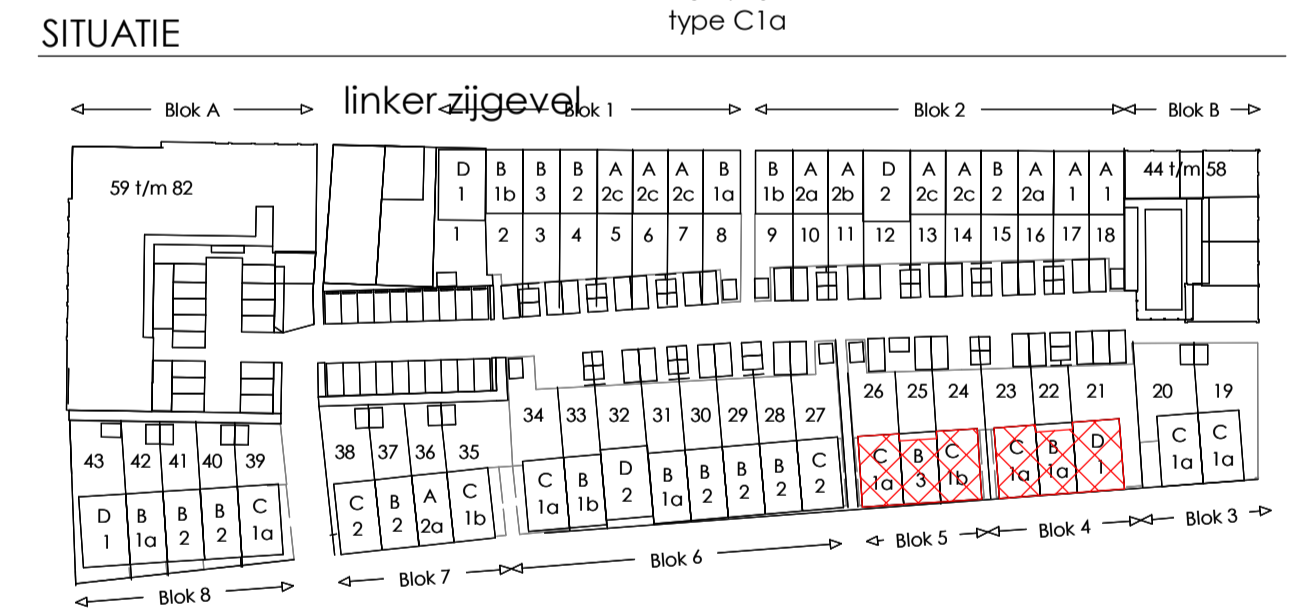 type C1a
SITUATIE
linker zijgevel
Blok A
Blok 1
Blok 2
Blok B
59 t/m 82
D B B B A A A B
1 1b 3 2 2c 2c 2c 1a
1 2 3 4 5 6 7 8
B A A D A A B A A A
1b 2a 2b 2 2c 2c 2 2a 1 1
9 10 11 12 13 14 15 16 17 18
44 t/m 58
43 42 41 40 39
D B B B C
1 1a 2 2 1a
Blok 8
38 37 36 35
C B A C
2 2 2a 1b
Blok 7
34 33 32 31 30 29 28 27
C B D B B B B C
1a 1b 2 1a 2 2 2 2
Blok 6
26 25 24
C B C
1a 3 1b
Blok 5
23 22 21
C B D
1a 1a 1
Blok 4
20 19
C C
1a 1a
Blok 3